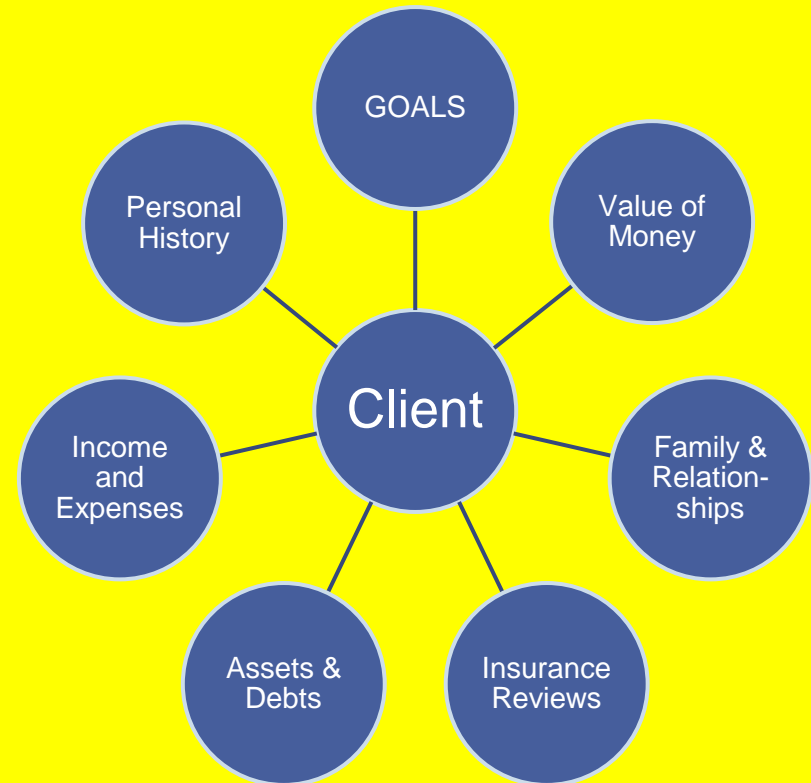 GOALS
Value of
Money
Family &
Relation-
ships
Insurance
Reviews
Assets &
Debts
Income
and
Expenses
Personal
History
Client